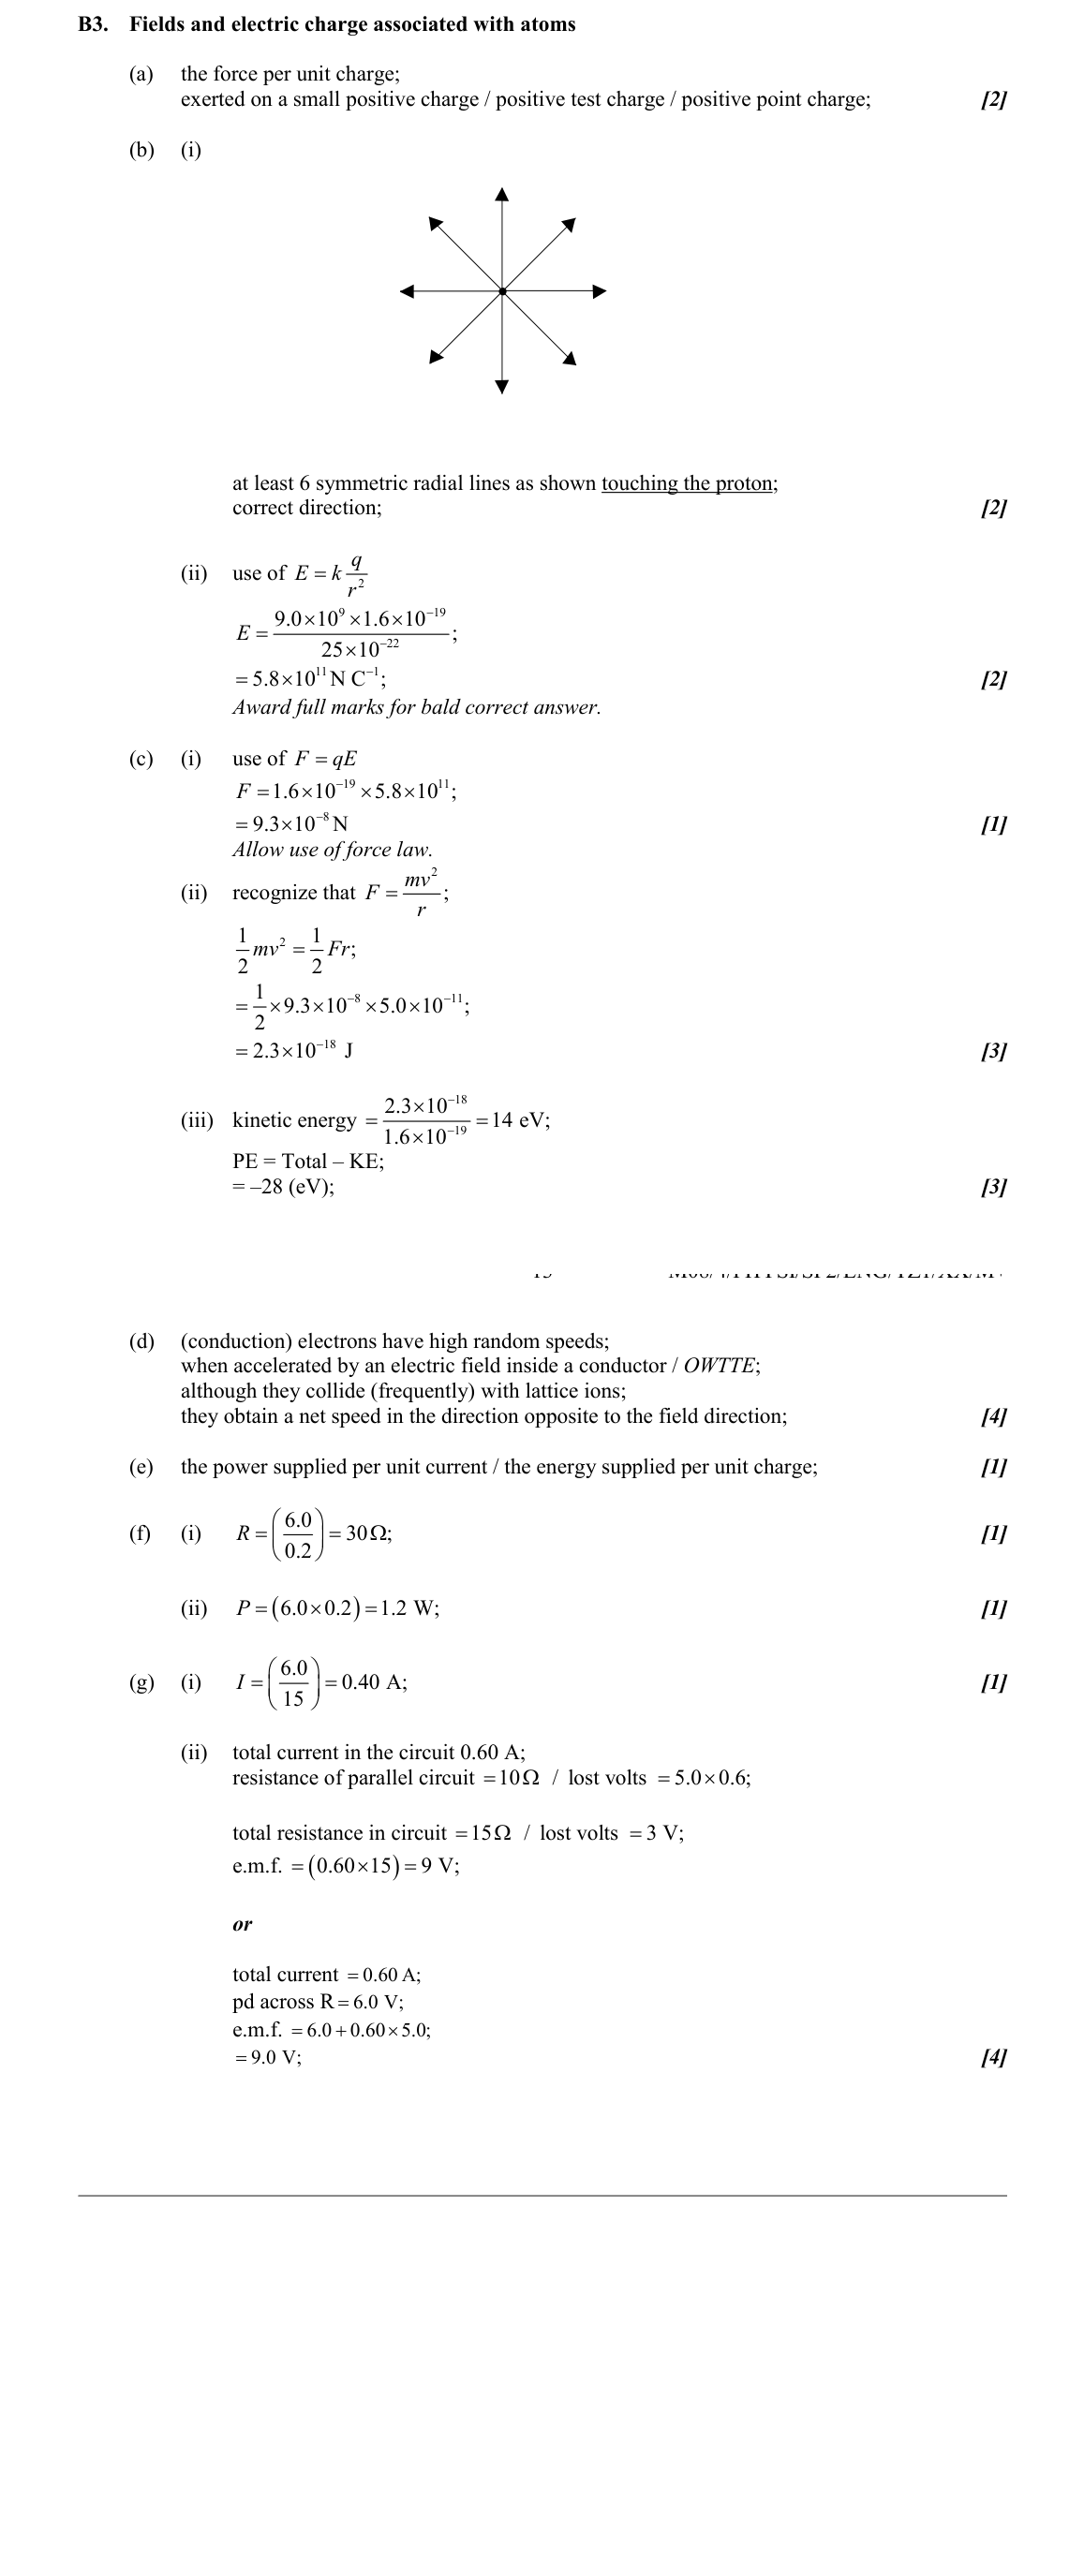 B3. Fields and electric charge associated with atoms
(a) the force per unit charge;
exerted on a small positive charge / positive test charge / positive point charge; [2]
(b) (i)
at least 6 symmetric radial lines as shown touching the proton;
correct direction; [2]
(ii) use of E = k q/r²
E = 9.0×10⁹ ×1.6×10⁻¹⁹ / 25×10⁻²² ;
= 5.8×10¹¹ N C⁻¹; [2]
Award full marks for bald correct answer.
(c) (i) use of F = qE
F = 1.6×10⁻¹⁹ ×5.8×10¹¹;
= 9.3×10⁻⁸ N [1]
Allow use of force law.
(ii) recognize that F = mv²/r ;
1/2 mv² = 1/2 Fr;
= 1/2 ×9.3×10⁻⁸ ×5.0×10⁻¹¹;
= 2.3×10⁻¹⁸ J [3]
(iii) kinetic energy = 2.3×10⁻¹⁸ / 1.6×10⁻¹⁹ = 14 eV;
PE = Total – KE;
= –28 (eV); [3]
(d) (conduction) electrons have high random speeds;
when accelerated by an electric field inside a conductor / OWTTE;
although they collide (frequently) with lattice ions;
they obtain a net speed in the direction opposite to the field direction; [4]
(e) the power supplied per unit current / the energy supplied per unit charge; [1]
(f) (i) R = (6.0/0.2) = 30Ω; [1]
(ii) P = (6.0×0.2) = 1.2 W; [1]
(g) (i) I = (6.0/15) = 0.40 A; [1]
(ii) total current in the circuit 0.60 A;
resistance of parallel circuit = 10Ω / lost volts = 5.0×0.6;
total resistance in circuit = 15Ω / lost volts = 3 V;
e.m.f. = (0.60×15) = 9 V;
or
total current = 0.60 A;
pd across R = 6.0 V;
e.m.f. = 6.0 + 0.60×5.0;
= 9.0 V; [4]